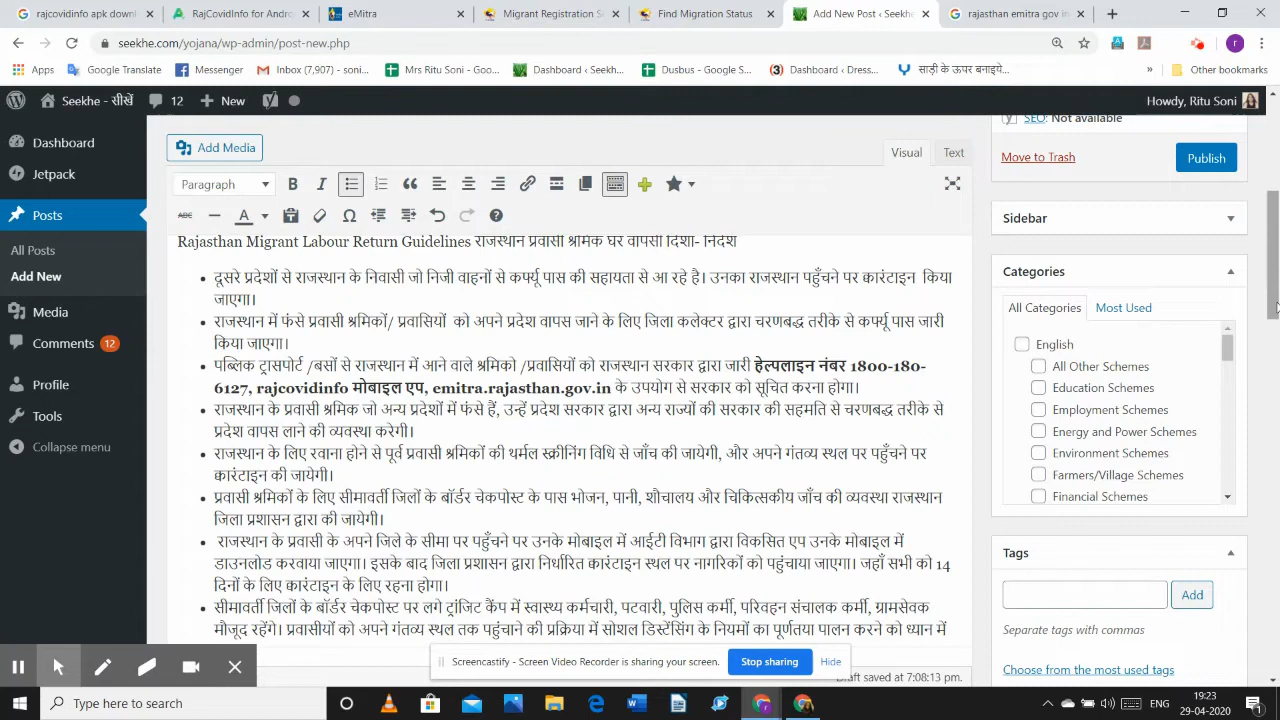 rajasthan covidinfo apk downl
RajCovidInfo for Androi
eMitra
Migrant Registration S
Find Migration Status
Add New Post ‹ Seekhe
rajasthan emitra gov in
seekhe.com/yojana/wp-admin/post-new.php
Apps
Google Translate
Messenger
Inbox (7,907) - soni...
Mrs Ritu Soni - Goo...
Dashboard ‹ Seekh...
Dusbus - Google S...
Dashboard ‹ Dress...
साड़ी के ऊपर बनाइये...
»
Other bookmarks
Seekhe - सीखें
12
New
Howdy, Ritu Soni
Dashboard
Jetpack
Posts
All Posts
Add New
Media
Comments 12
Profile
Tools
Collapse menu
Add Media
Visual
Text
Paragraph
Rajasthan Migrant Labour Return Guidelines राजस्थान प्रवासी श्रमिक घर वापसी दिशा- निर्देश
• दूसरे प्रदेशों से राजस्थान के निवासी जो निजी वाहनों से कर्फ्यू पास की सहायता से आ रहे है। उनका राजस्थान पहुँचने पर क्वारंटाइन किया
जाएगा।
• राजस्थान में फंसे प्रवासी श्रमिकों/ प्रवासियों को अपने प्रदेश वापस जाने के लिए जिला कलेक्टर द्वारा चरणबद्ध तरीके से कर्फ्यू पास जारी
किया जाएगा।
• पब्लिक ट्रासपोर्ट /बसों से राजस्थान में आने वाले श्रमिको /प्रवासियों को राजस्थान सरकार द्वारा जारी हेल्पलाइन नंबर 1800-180-
6127, rajcovidinfo मोबाइल एप, emitra.rajasthan.gov.in के उपयोग से सरकार को सूचित करना होगा।
• राजस्थान के प्रवासी श्रमिक जो अन्य प्रदेशों में फंसे हैं, उन्हें प्रदेश सरकार द्वारा अन्य राज्यों की सरकार की सहमति से चरणबद्ध तरीके से
प्रदेश वापस लाने की व्यवस्था करेगी।
• राजस्थान के लिए रवाना होने से पूर्व प्रवासी श्रमिकों की थर्मल स्क्रीनिंग विधि से जाँच की जायेगी, और अपने गंतव्य स्थल पर पहुँचने पर
क्वारंटाइन की जायेगी।
• प्रवासी श्रमिकों के लिए सीमावर्ती जिलों के बॉर्डर चेकपोस्ट के पास भोजन, पानी, शौचालय और चिकित्सकीय जाँच की व्यवस्था राजस्थान
जिला प्रशासन द्वारा की जायेगी।
• राजस्थान के प्रवासी के अपने जिले के सीमा पर पहुँचने पर उनके मोबाइल में आईटी विभाग द्वारा विकसित एप उनके मोबाइल में
डाउनलोड करवाया जाएगा। इसके बाद जिला प्रशासन द्वारा निर्धारित क्वारंटाइन स्थल पर नागरिकों को पहुंचाया जाएगा। जहाँ सभी को 14
दिनों के लिए क्वारंटाइन के लिए रहना होगा।
• सीमावर्ती जिलों के बॉर्डर चेकपोस्ट पर लगे ट्रांजिट कैंप में स्वास्थ्य कर्मचारी, पटवारी, पुलिस कर्मी, परिवहन संचालक कर्मी, ग्रामसेवक
मौजूद रहेंगे। प्रवासीयों को अपने गंतव्य स्थल तक पहुंचाने की प्रक्रिया में सोशल डिस्टेंसिंग के नियमों का पूर्णतया पालन करने को ध्यान में
Draft saved at 7:08:13 pm.
SEO: Not available
Move to Trash
Publish
Sidebar
Categories
All Categories
Most Used
English
All Other Schemes
Education Schemes
Employment Schemes
Energy and Power Schemes
Environment Schemes
Farmers/Village Schemes
Financial Schemes
Tags
Add
Separate tags with commas
Choose from the most used tags
Screencastify - Screen Video Recorder is sharing your screen.
Stop sharing
Hide
Type here to search
ENG
19:23
29-04-2020